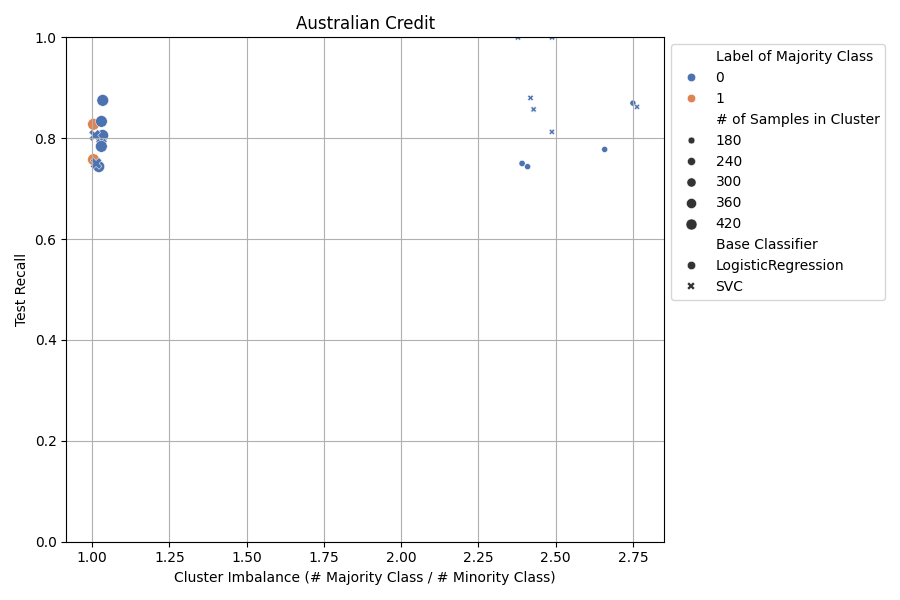 Australian Credit
Test Recall
1.0
0.8
0.6
0.4
0.2
0.0
1.00 1.25 1.50 1.75 2.00 2.25 2.50 2.75
Cluster Imbalance (# Majority Class / # Minority Class)
Label of Majority Class
0
1
# of Samples in Cluster
180
240
300
360
420
Base Classifier
LogisticRegression
SVC